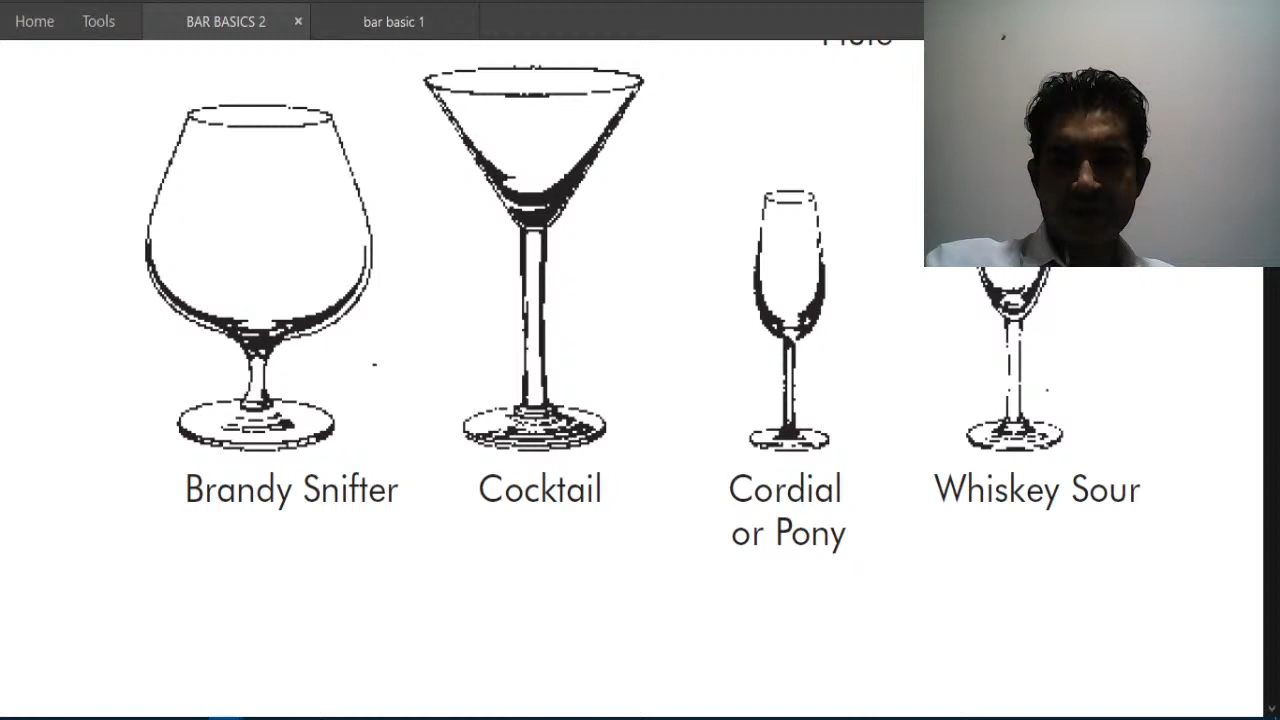 Home Tools BAR BASICS 2 × bar basic 1
Brandy Snifter Cocktail Cordial Whiskey Sour
or Pony